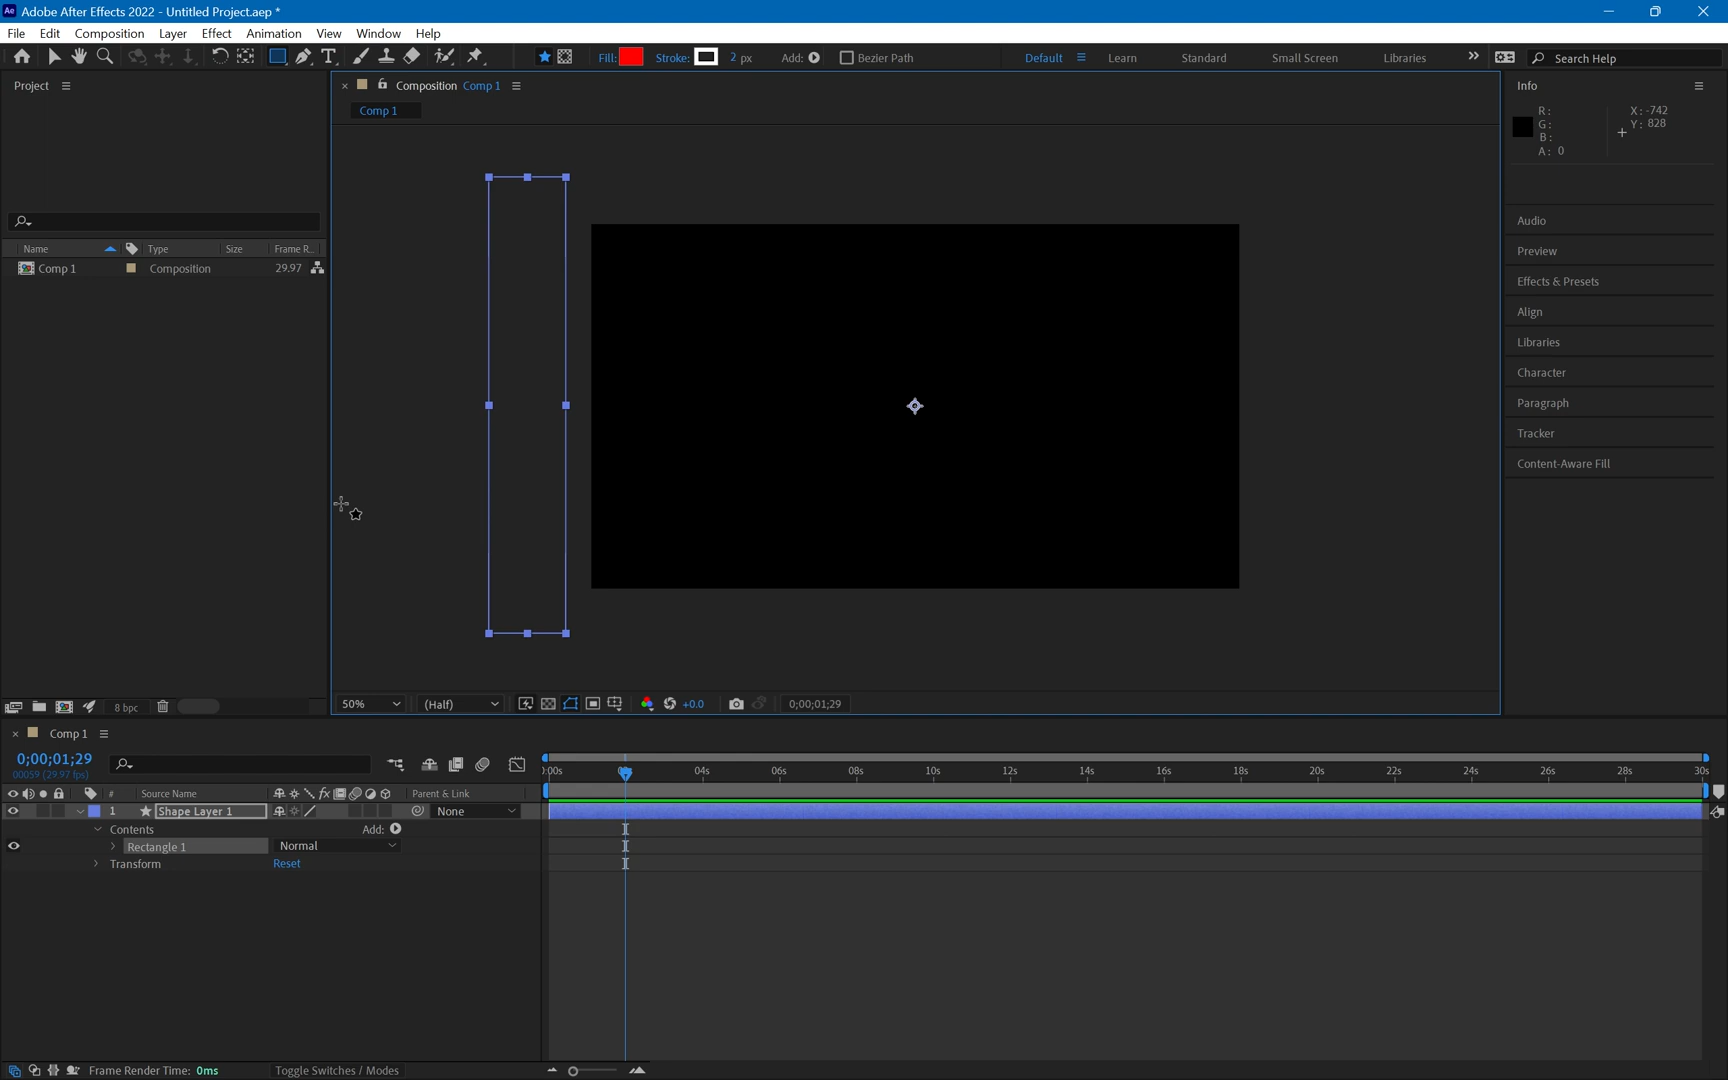 Ae Adobe After Effects 2022 - Untitled Project.aep *
File Edit Composition Layer Effect Animation View Window Help
Fill: Stroke: 2 px Add: Bezier Path Default Learn Standard Small Screen Libraries Search Help
Project
Composition Comp 1
Comp 1
Info
R:
G:
B:
A: 0
X: -742
Y: 828
Name Type Size Frame R...
Comp 1 Composition 29.97
Audio
Preview
Effects & Presets
Align
Libraries
Character
Paragraph
Tracker
Content-Aware Fill
8 bpc
50% (Half) +0.0 0;00;01;29
Comp 1
0;00;01;29
00059 (29.97 fps)
04s 06s 08s 10s 12s 14s 16s 18s 20s 22s 24s 26s 28s 30s
# Source Name Parent & Link
1 Shape Layer 1 None
Contents Add:
Rectangle 1 Normal
Transform Reset
Frame Render Time: 0ms Toggle Switches / Modes